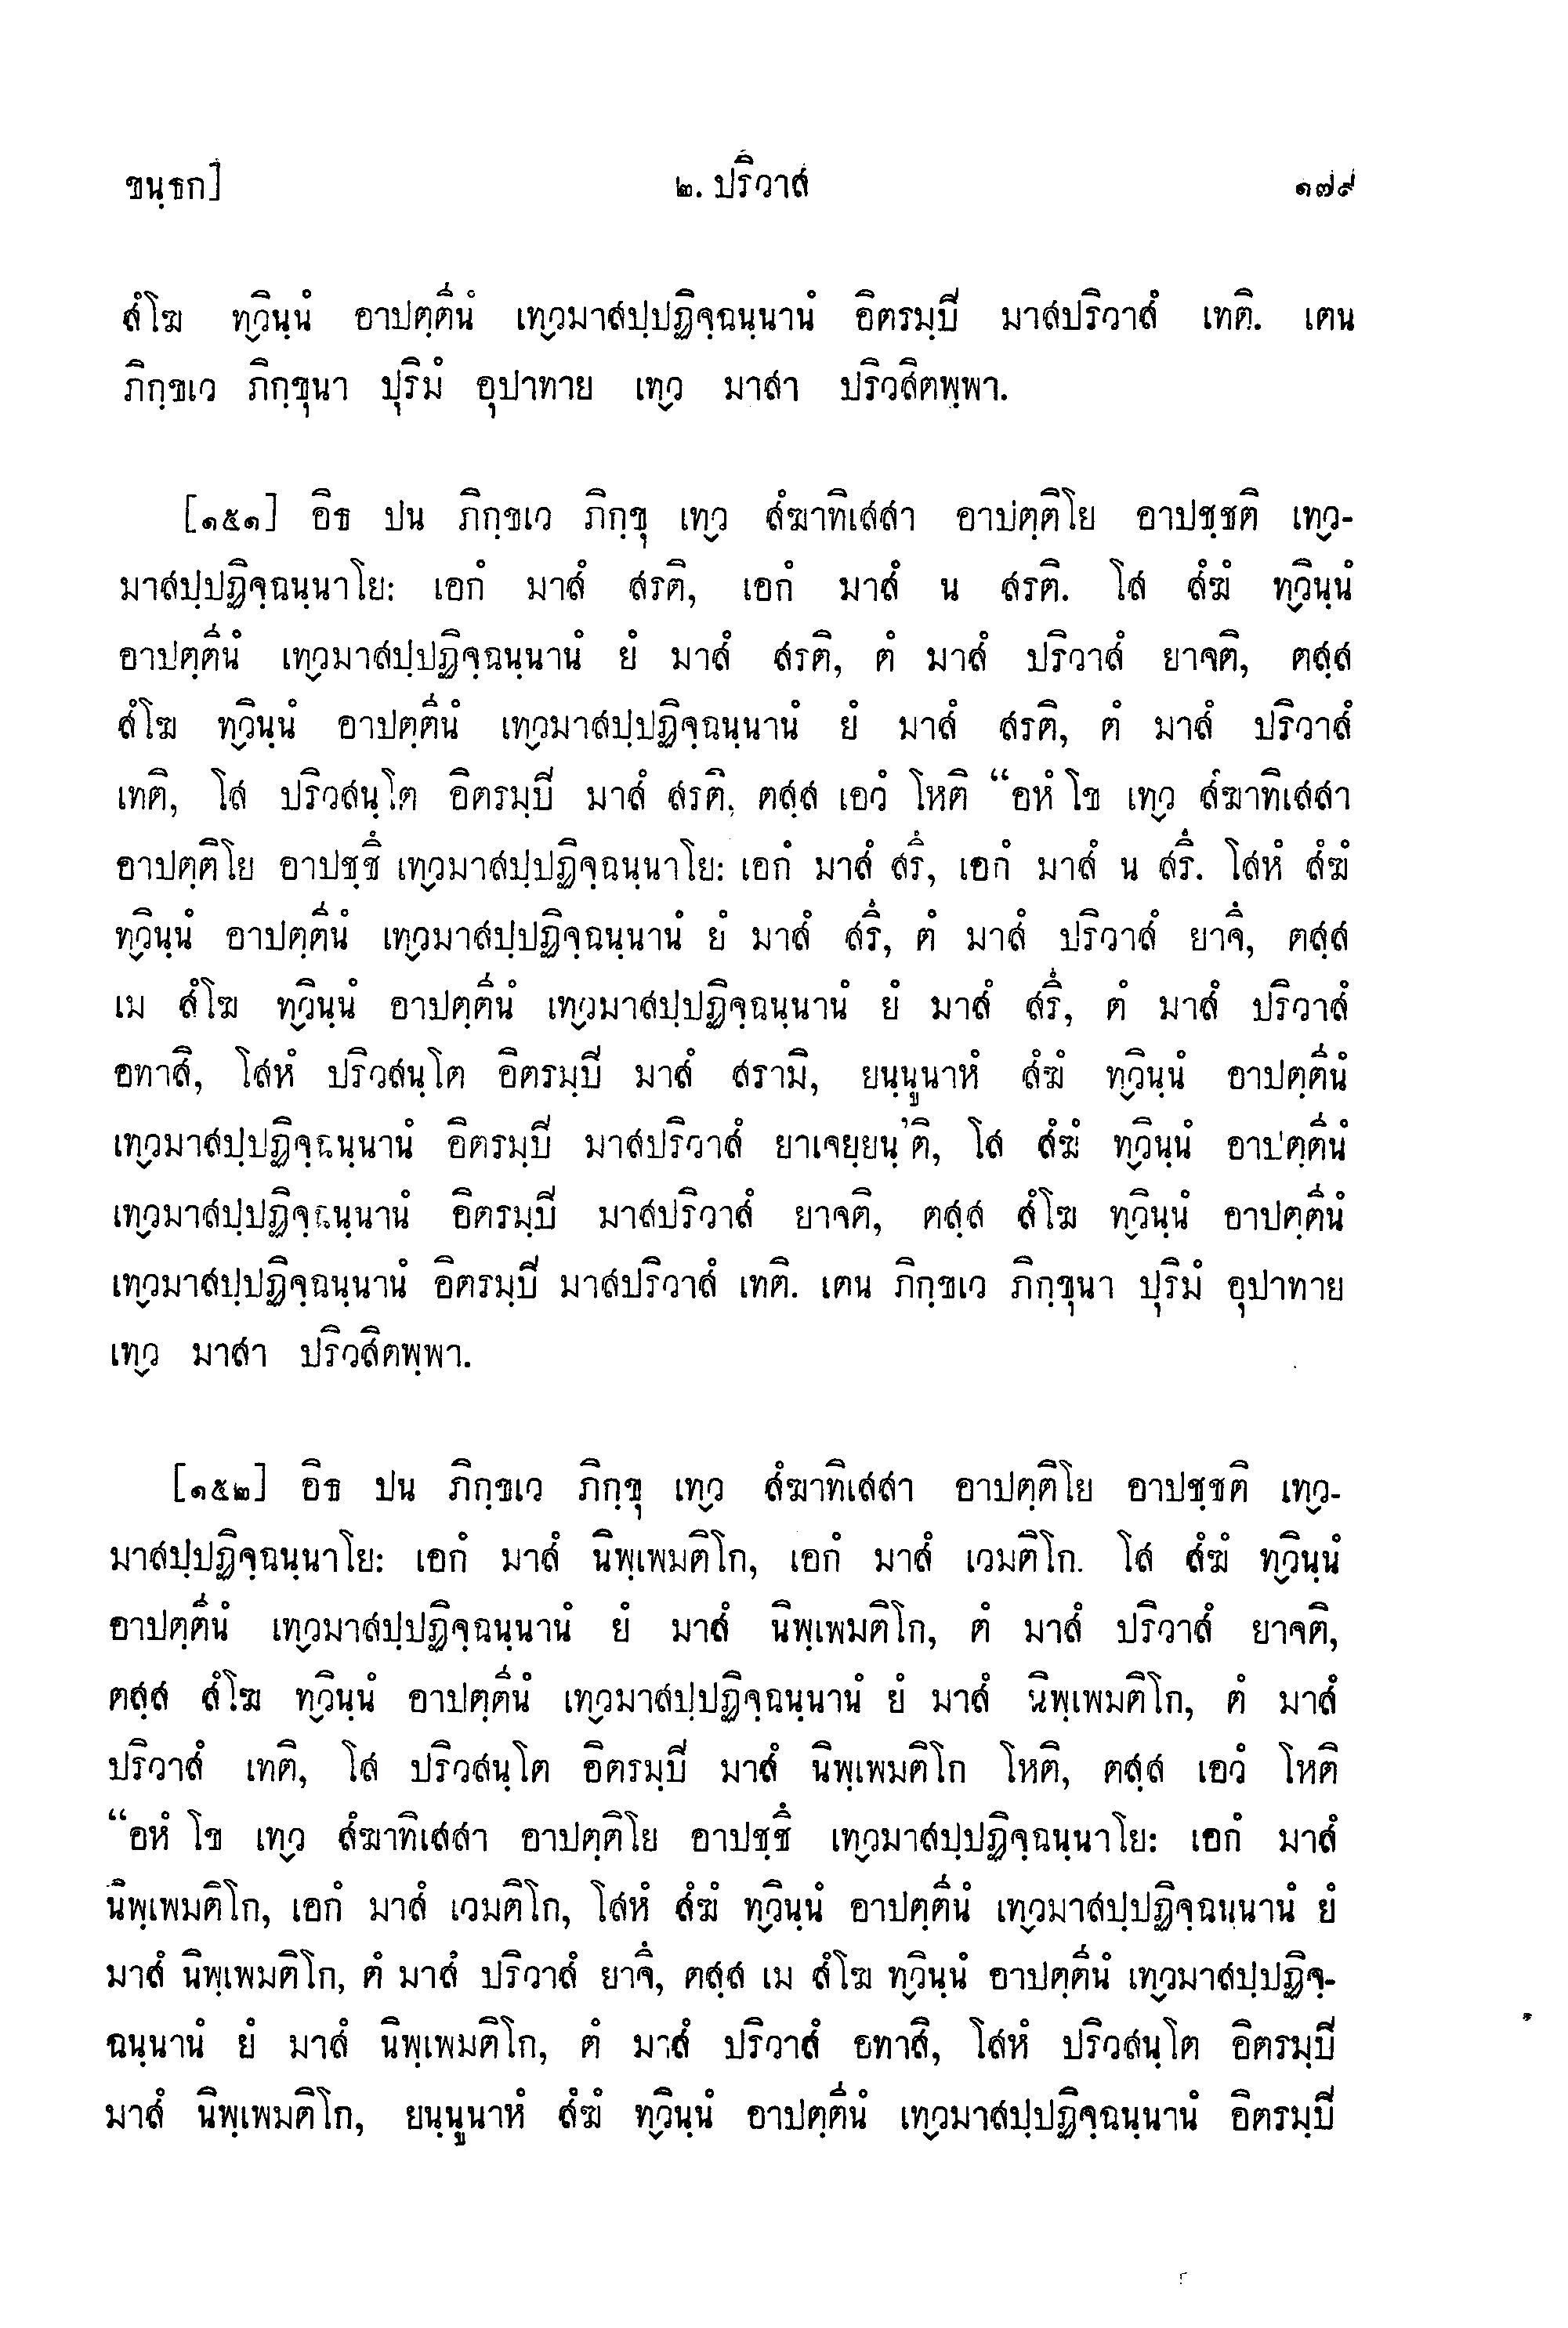 ขนฺธก] ๒. ปริวาส ๑๗๙
สํโฆ ทฺวินฺนํ อาปตฺตีนํ เทฺวมาสปฺปฏิจฺฉนฺนานํ อิตรมฺปิ มาสปริวาสํ เทติ. เตน
ภิกฺขเว ภิกฺขุนา ปุริมํ อุปาทาย เทฺว มาสา ปริวสิตพฺพา.
[๑๕๑] อิธ ปน ภิกฺขเว ภิกฺขุ เทฺว สํฆาทิเสสา อาปตฺติโย อาปชฺชติ เทฺว-
มาสปฺปฏิจฺฉนฺนาโย: เอกํ มาสํ สรติ, เอกํ มาสํ น สรติ. โส สํฆํ ทฺวินฺนํ
อาปตฺตีนํ เทฺวมาสปฺปฏิจฺฉนฺนานํ ยํ มาสํ สรติ, ตํ มาสํ ปริวาสํ ยาจติ, ตสฺส
สํโฆ ทฺวินฺนํ อาปตฺตีนํ เทฺวมาสปฺปฏิจฺฉนฺนานํ ยํ มาสํ สรติ, ตํ มาสํ ปริวาสํ
เทติ, โส ปริวสนฺโต อิตรมฺปิ มาสํ สรติ, ตสฺส เอวํ โหติ “อหํ โข เทฺว สํฆาทิเสสา
อาปตฺติโย อาปชฺชึ เทฺวมาสปฺปฏิจฺฉนฺนาโย: เอกํ มาสํ สรึ, เอกํ มาสํ น สรึ. โสหํ สํฆํ
ทฺวินฺนํ อาปตฺตีนํ เทฺวมาสปฺปฏิจฺฉนฺนานํ ยํ มาสํ สรึ, ตํ มาสํ ปริวาสํ ยาจึ, ตสฺส
เม สํโฆ ทฺวินฺนํ อาปตฺตีนํ เทฺวมาสปฺปฏิจฺฉนฺนานํ ยํ มาสํ สรึ, ตํ มาสํ ปริวาสํ
อทาสิ, โสหํ ปริวสนฺโต อิตรมฺปิ มาสํ สรามิ, ยนฺนูนาหํ สํฆํ ทฺวินฺนํ อาปตฺตีนํ
เทฺวมาสปฺปฏิจฺฉนฺนานํ อิตรมฺปิ มาสปริวาสํ ยาเจยฺยนฺ’ติ, โส สํฆํ ทฺวินฺนํ อาปตฺตีนํ
เทฺวมาสปฺปฏิจฺฉนฺนานํ อิตรมฺปิ มาสปริวาสํ ยาจติ, ตสฺส สํโฆ ทฺวินฺนํ อาปตฺตีนํ
เทฺวมาสปฺปฏิจฺฉนฺนานํ อิตรมฺปิ มาสปริวาสํ เทติ. เตน ภิกฺขเว ภิกฺขุนา ปุริมํ อุปาทาย
เทฺว มาสา ปริวสิตพฺพา.
[๑๕๒] อิธ ปน ภิกฺขเว ภิกฺขุ เทฺว สํฆาทิเสสา อาปตฺติโย อาปชฺชติ เทฺว-
มาสปฺปฏิจฺฉนฺนาโย: เอกํ มาสํ นิพฺเพมติโก, เอกํ มาสํ เวมติโก. โส สํฆํ ทฺวินฺนํ
อาปตฺตีนํ เทฺวมาสปฺปฏิจฺฉนฺนานํ ยํ มาสํ นิพฺเพมติโก, ตํ มาสํ ปริวาสํ ยาจติ,
ตสฺส สํโฆ ทฺวินฺนํ อาปตฺตีนํ เทฺวมาสปฺปฏิจฺฉนฺนานํ ยํ มาสํ นิพฺเพมติโก, ตํ มาสํ
ปริวาสํ เทติ, โส ปริวสนฺโต อิตรมฺปิ มาสํ นิพฺเพมติโก โหติ, ตสฺส เอวํ โหติ
“อหํ โข เทฺว สํฆาทิเสสา อาปตฺติโย อาปชฺชึ เทฺวมาสปฺปฏิจฺฉนฺนาโย: เอกํ มาสํ
นิพฺเพมติโก, เอกํ มาสํ เวมติโก, โสหํ สํฆํ ทฺวินฺนํ อาปตฺตีนํ เทฺวมาสปฺปฏิจฺฉนฺนานํ ยํ
มาสํ นิพฺเพมติโก, ตํ มาสํ ปริวาสํ ยาจึ, ตสฺส เม สํโฆ ทฺวินฺนํ อาปตฺตีนํ เทฺวมาสปฺปฏิจฺ-
ฉนฺนานํ ยํ มาสํ นิพฺเพมติโก, ตํ มาสํ ปริวาสํ อทาสิ, โสหํ ปริวสนฺโต อิตรมฺปิ
มาสํ นิพฺเพมติโก, ยนฺนูนาหํ สํฆํ ทฺวินฺนํ อาปตฺตีนํ เทฺวมาสปฺปฏิจฺฉนฺนานํ อิตรมฺปิ